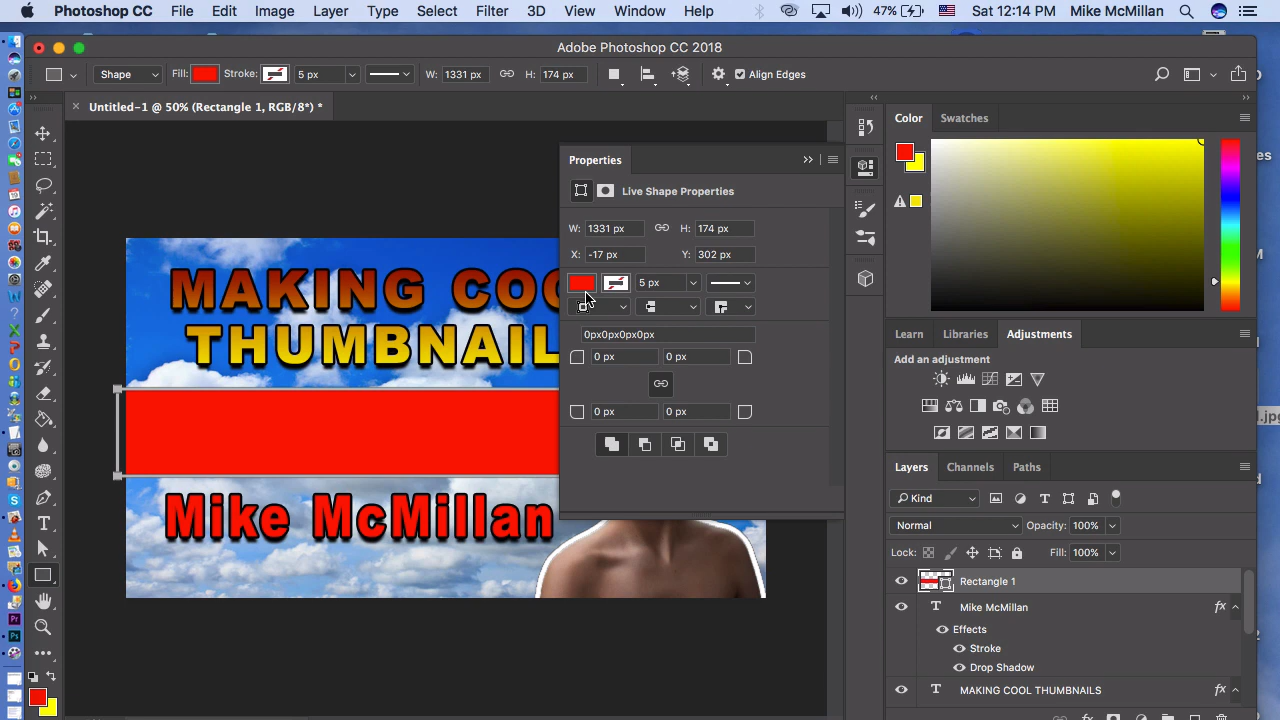 Photoshop CC File Edit Image Layer Type Select Filter 3D View Window Help 47% Sat 12:14 PM Mike McMillan
Adobe Photoshop CC 2018
Shape Fill: Stroke: 5 px W: 1331 px H: 174 px Align Edges
Untitled-1 @ 50% (Rectangle 1, RGB/8*) *
Color Swatches
Properties
Live Shape Properties
W: 1331 px H: 174 px
X: -17 px Y: 302 px
5 px
0px0px0px0px
0 px 0 px
0 px 0 px
MAKING COO
THUMBNAIL
Mike McMillan
Learn Libraries Adjustments
Add an adjustment
Layers Channels Paths
Kind
Normal Opacity: 100%
Lock: Fill: 100%
Rectangle 1
T Mike McMillan fx
Effects
Stroke
Drop Shadow
T MAKING COOL THUMBNAILS fx